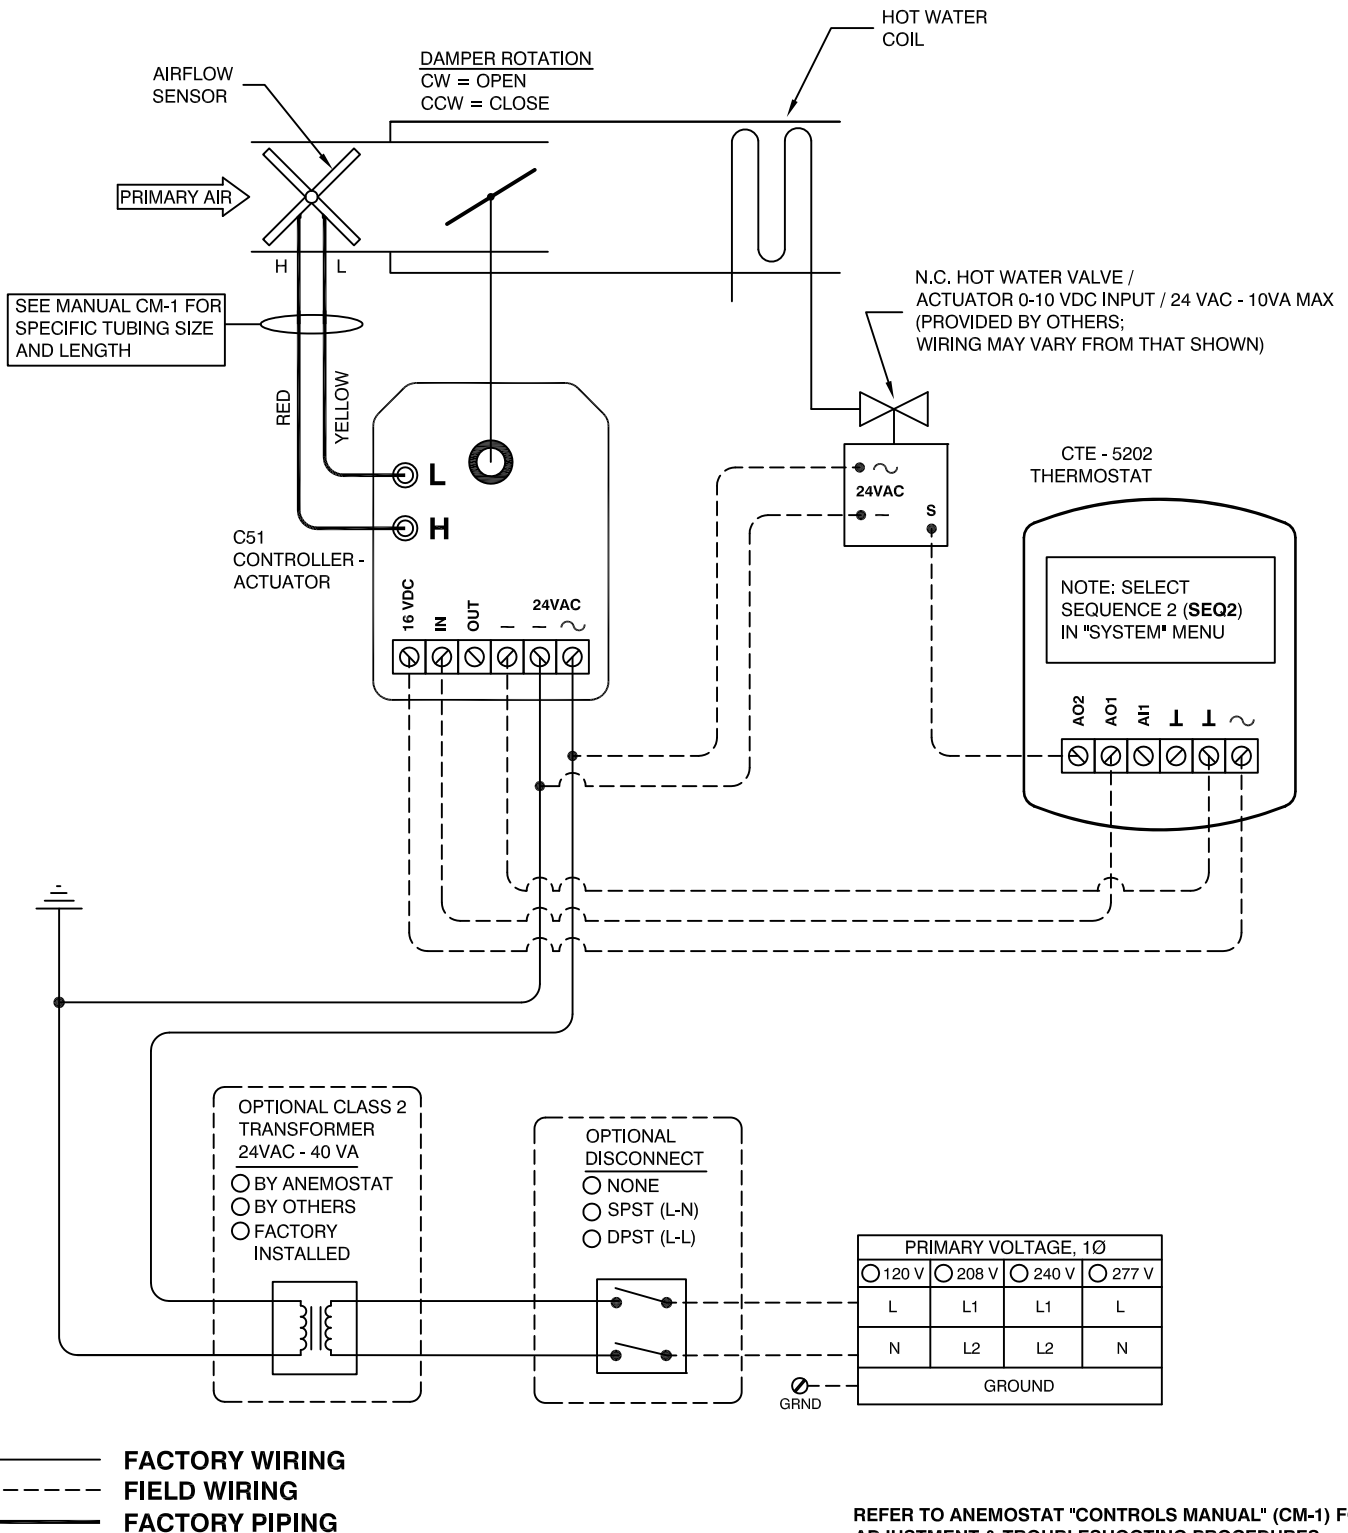 HOT WATER
COIL
DAMPER ROTATION
CW = OPEN
CCW = CLOSE
AIRFLOW
SENSOR
PRIMARY AIR
H
L
SEE MANUAL CM-1 FOR
SPECIFIC TUBING SIZE
AND LENGTH
N.C. HOT WATER VALVE /
ACTUATOR 0-10 VDC INPUT / 24 VAC - 10VA MAX
(PROVIDED BY OTHERS;
WIRING MAY VARY FROM THAT SHOWN)
RED
YELLOW
L
H
C51
CONTROLLER -
ACTUATOR
16 VDC
IN
OUT
24VAC
24VAC
S
CTE - 5202
THERMOSTAT
NOTE: SELECT
SEQUENCE 2 (SEQ2)
IN "SYSTEM" MENU
AO2
AO1
AI1
OPTIONAL CLASS 2
TRANSFORMER
24VAC - 40 VA
BY ANEMOSTAT
BY OTHERS
FACTORY
INSTALLED
OPTIONAL
DISCONNECT
NONE
SPST (L-N)
DPST (L-L)
PRIMARY VOLTAGE, 1Ø
120 V 208 V 240 V 277 V
L L1 L1 L
N L2 L2 N
GROUND
GRND
FACTORY WIRING
FIELD WIRING
FACTORY PIPING
REFER TO ANEMOSTAT "CONTROLS MANUAL" (CM-1)
ADJUSTMENT & TROUBLESHOOTING PROCEDURES